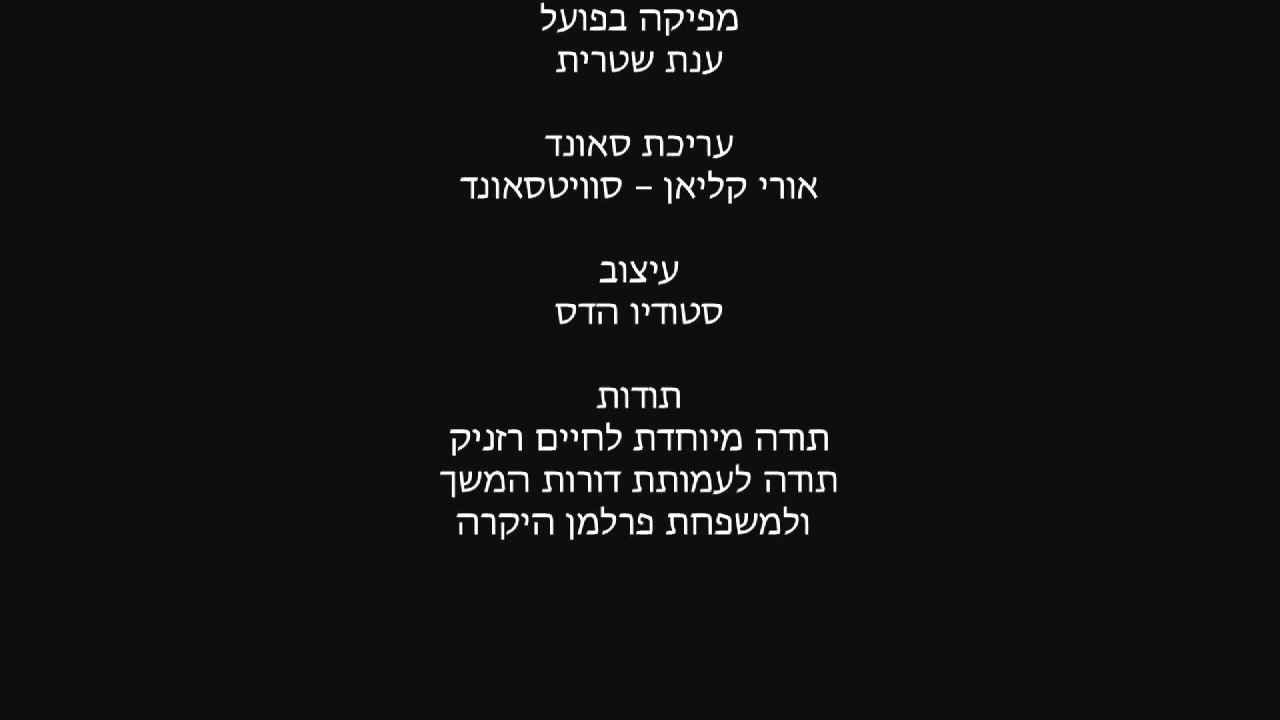 מפיקה בפועל
ענת שטרית
עריכת סאונד
אורי קליאן – סוויטסאונד
עיצוב
סטודיו הדס
תודות
תודה מיוחדת לחיים רזניק
תודה לעמותת דורות המשך
ולמשפחת פרלמן היקרה